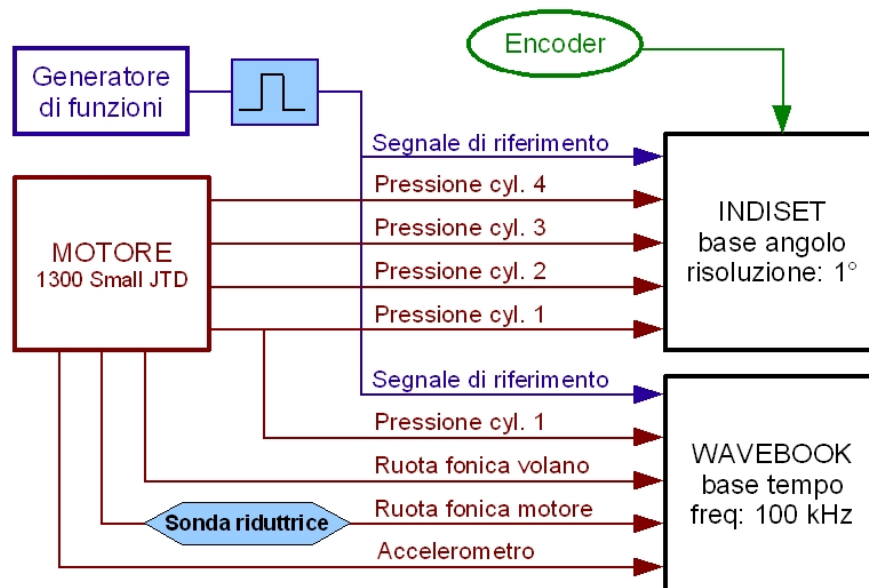 Encoder
Generatore
di funzioni
Segnale di riferimento
Pressione cyl. 4
Pressione cyl. 3
Pressione cyl. 2
Pressione cyl. 1
MOTORE
1300 Small JTD
INDISET
base angolo
risoluzione: 1°
Segnale di riferimento
Pressione cyl. 1
Ruota fonica volano
Sonda riduttrice
Ruota fonica motore
Accelerometro
WAVEBOOK
base tempo
freq: 100 kHz